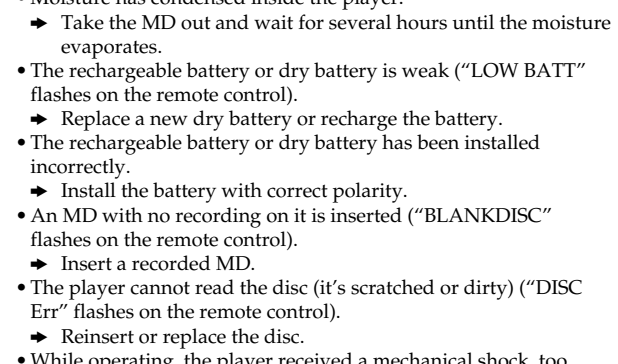 • Moisture has condensed inside the player.
➔ Take the MD out and wait for several hours until the moisture
evaporates.
• The rechargeable battery or dry battery is weak (“LOW BATT”
flashes on the remote control).
➔ Replace a new dry battery or recharge the battery.
• The rechargeable battery or dry battery has been installed
incorrectly.
➔ Install the battery with correct polarity.
• An MD with no recording on it is inserted (“BLANKDISC”
flashes on the remote control).
➔ Insert a recorded MD.
• The player cannot read the disc (it’s scratched or dirty) (“DISC
Err” flashes on the remote control).
➔ Reinsert or replace the disc.
• While operating, the player received a mechanical shock, too